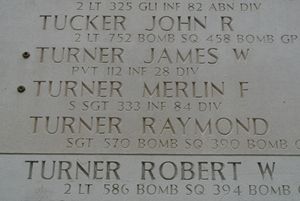 2 LT 325 GLI INF 82 ABN DIV
TUCKER JOHN R
2 LT 752 BOMB SQ 458 BOMB GP
TURNER JAMES W
PVT 112 INF 28 DIV
TURNER MERLIN F
S SGT 333 INF 84 DIV
TURNER RAYMOND
SGT 570 BOMB SQ 390 BOMB
TURNER ROBERT W
2 LT 586 BOMB SQ 394 BOMB